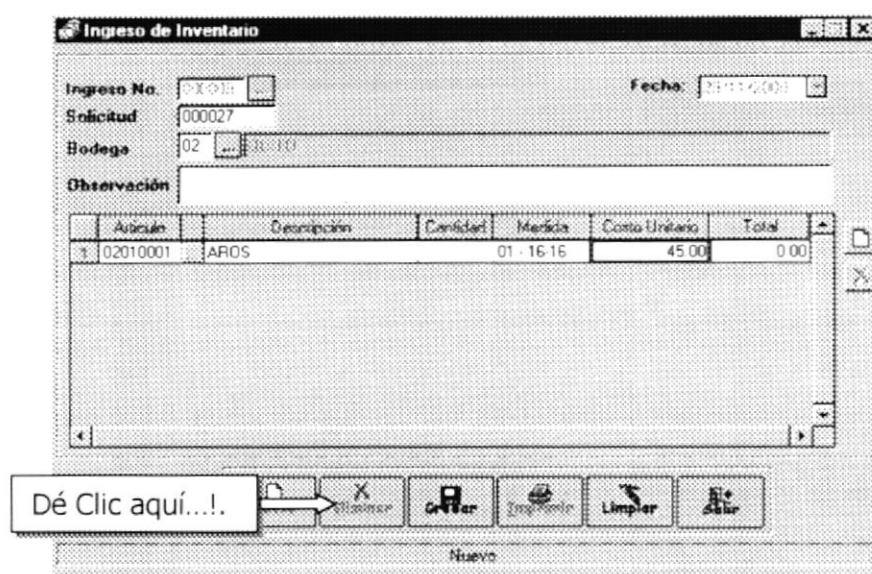 Ingreso de Inventario
Ingreso No. ...
Fecha:
Solicitud 000027
Bodega 02 ...
Observación
Artículo Descripción Cantidad Medida Costo Unitario Total
1 02010001 AROS 01 - 16-16 45.00 0.00
Dé Clic aquí...!. Eliminar Grabar Imprimir Limpiar Salir
Nuevo